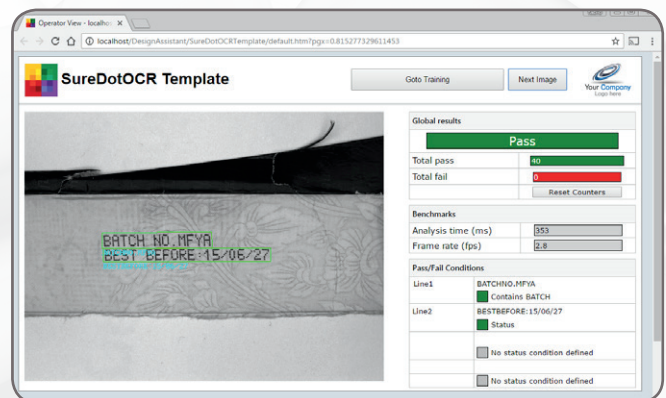 Operator View - localhos
localhost/DesignAssistant/SureDotOCRTemplate/default.htm?pgx=0.815277329611453
SureDotOCR Template
Goto Training
Next Image
Your Company
Logo here
Global results
Pass
Total pass 40
Total fail 0
Reset Counters
Benchmarks
Analysis time (ms) 353
Frame rate (fps) 2.8
BATCH NO.MFYA
BEST BEFORE:15/06/27
Pass/Fail Conditions
Line1 BATCHNO.MFYA
Contains BATCH
Line2 BESTBEFORE:15/06/27
Status
No status condition defined
No status condition defined